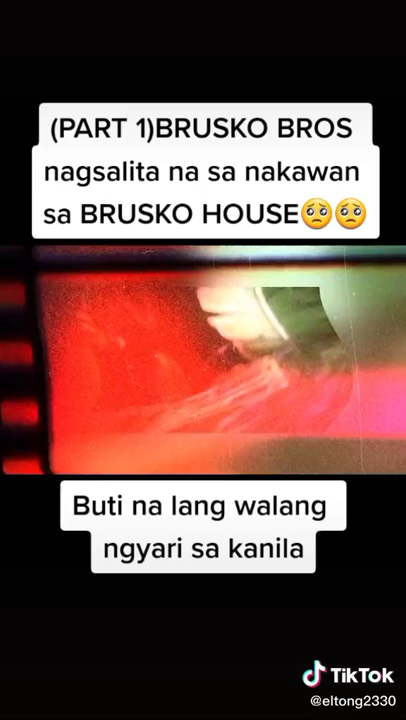 (PART 1)BRUSKO BROS
nagsalita na sa nakawan
sa BRUSKO HOUSE🥺🥺
Buti na lang walang
ngyari sa kanila
TikTok
@eltong2330